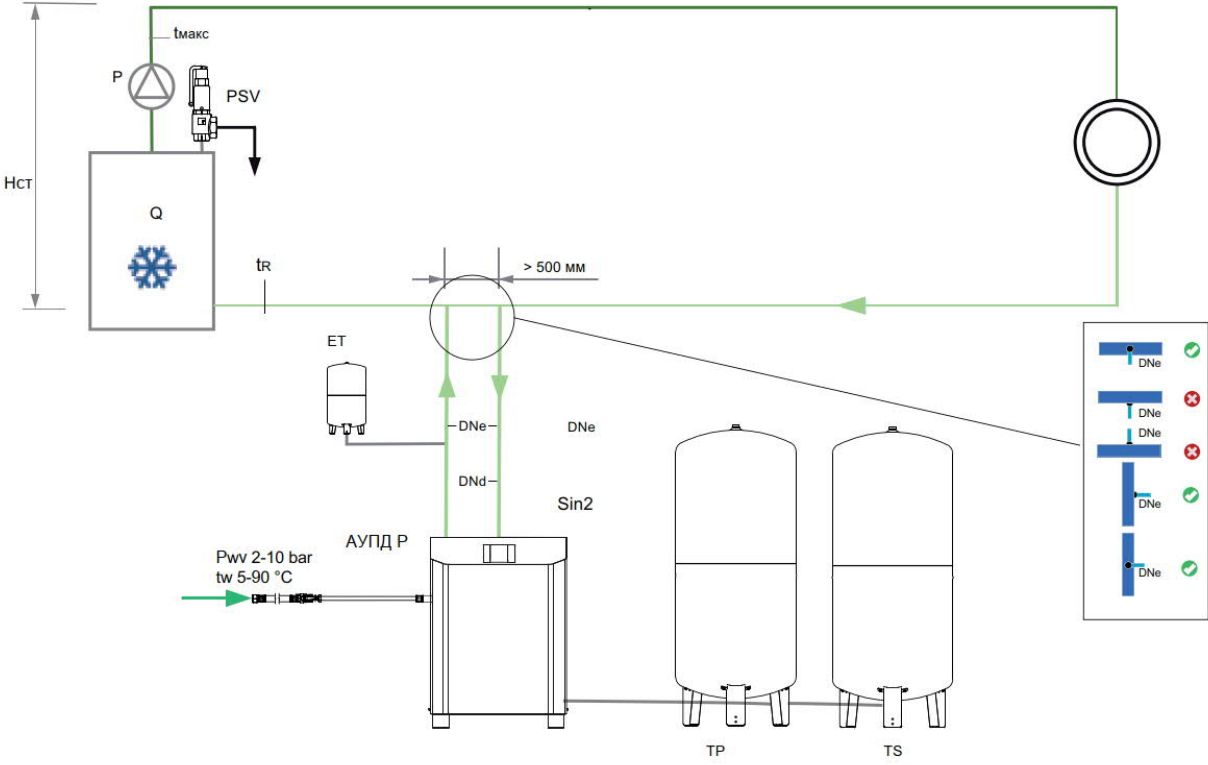 tмакс
P
PSV
Hст
Q
tR
> 500 мм
ET
DNe
DNe
DNd
Sin2
АУПД P
Pwv 2-10 bar
tw 5-90 °C
DNe
DNe
DNe
DNe
DNe
TP
TS